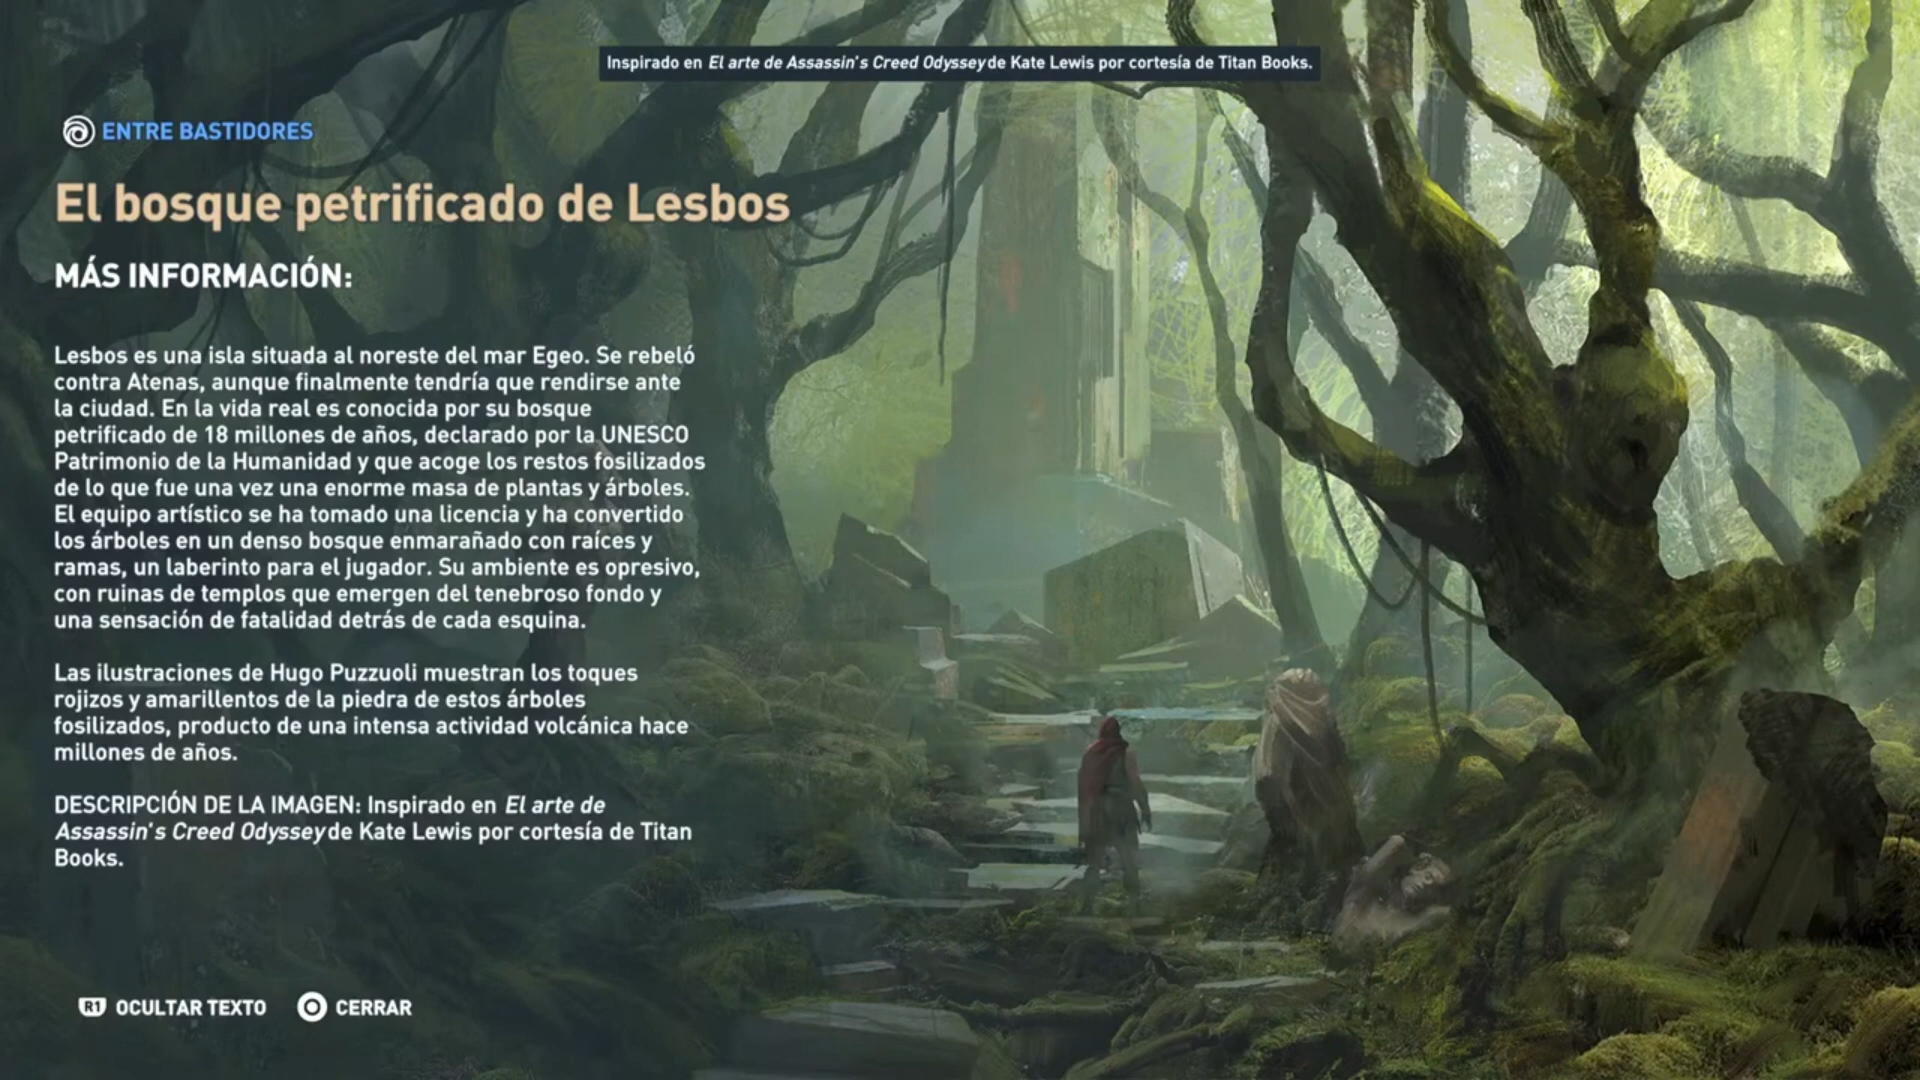 Inspirado en El arte de Assassin's Creed Odyssey de Kate Lewis por cortesía de Titan Books.
ENTRE BASTIDORES
El bosque petrificado de Lesbos
MÁS INFORMACIÓN:
Lesbos es una isla situada al noreste del mar Egeo. Se rebeló
contra Atenas, aunque finalmente tendría que rendirse ante
la ciudad. En la vida real es conocida por su bosque
petrificado de 18 millones de años, declarado por la UNESCO
Patrimonio de la Humanidad y que acoge los restos fosilizados
de lo que fue una vez una enorme masa de plantas y árboles.
El equipo artístico se ha tomado una licencia y ha convertido
los árboles en un denso bosque enmarañado con raíces y
ramas, un laberinto para el jugador. Su ambiente es opresivo,
con ruinas de templos que emergen del tenebroso fondo y
una sensación de fatalidad detrás de cada esquina.
Las ilustraciones de Hugo Puzzuoli muestran los toques
rojizos y amarillentos de la piedra de estos árboles
fosilizados, producto de una intensa actividad volcánica hace
millones de años.
DESCRIPCIÓN DE LA IMAGEN: Inspirado en El arte de
Assassin's Creed Odyssey de Kate Lewis por cortesía de Titan
Books.
R1 OCULTAR TEXTO
CERRAR